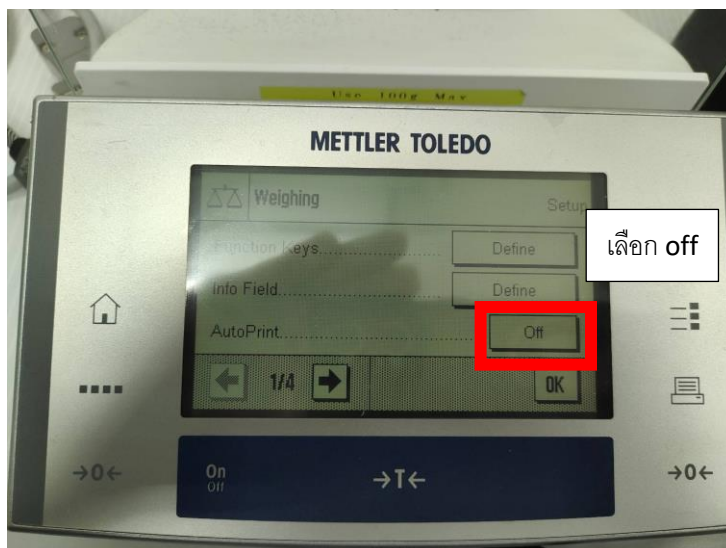 Use 100g Max
METTLER TOLEDO
Weighing
Setup
Function Keys
Define
เลือก off
Info Field
Define
AutoPrint
Off
1/4
OK
→0←
On
Off
→T←
→0←